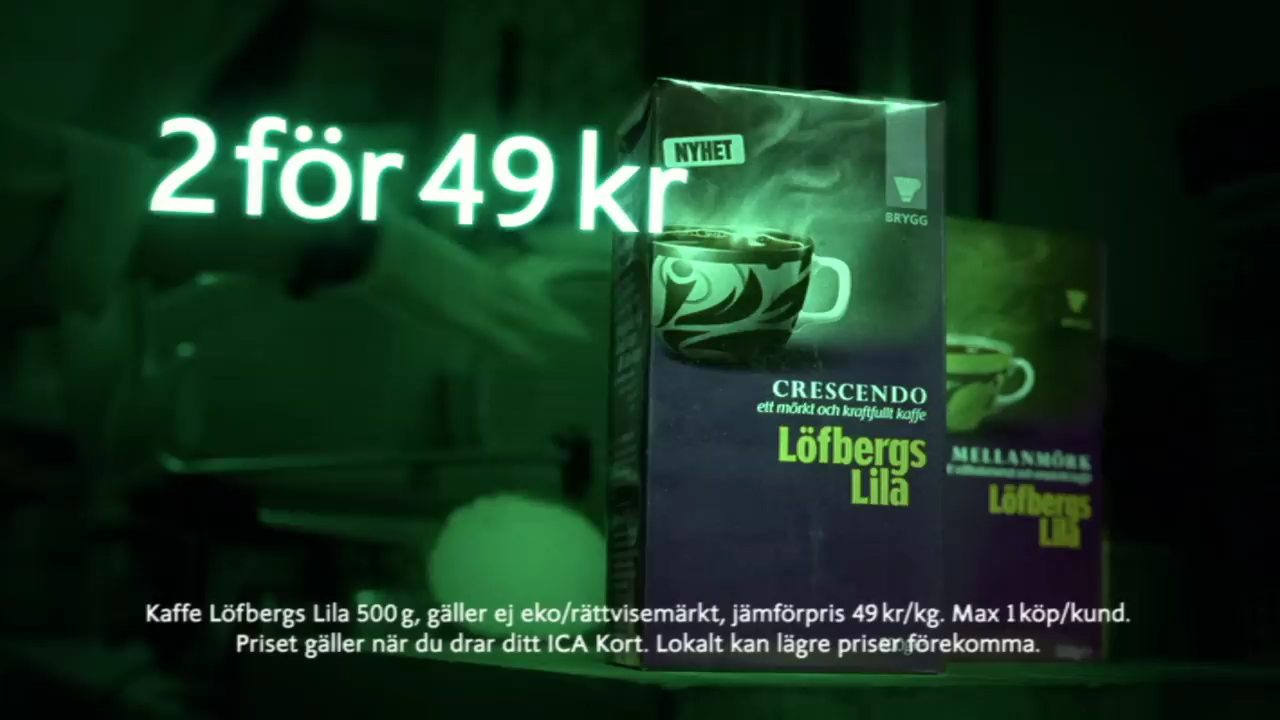 2 för 49 kr
NYHET
BRYGG
CRESCENDO
ett mörkt och kraftfullt kaffe
Löfbergs
Lila
MELLANMÖRK
Löfbergs
Lila
Kaffe Löfbergs Lila 500 g, gäller ej eko/rättvisemärkt, jämförpris 49 kr/kg. Max 1 köp/kund.
Priset gäller när du drar ditt ICA Kort. Lokalt kan lägre priser förekomma.